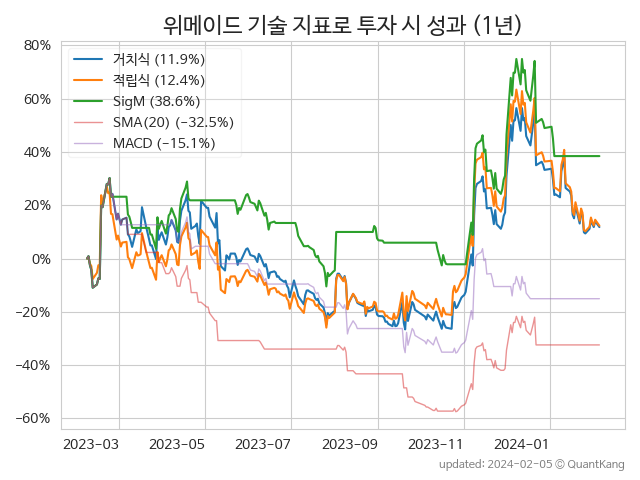 위메이드 기술 지표로 투자 시 성과 (1년)
80%
60%
40%
20%
0%
−20%
−40%
−60%
거치식 (11.9%)
적립식 (12.4%)
SigM (38.6%)
SMA(20) (−32.5%)
MACD (−15.1%)
2023-03 2023-05 2023-07 2023-09 2023-11 2024-01
updated: 2024-02-05 © QuantKang